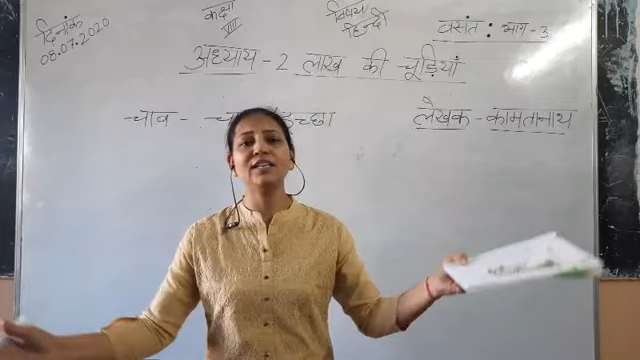 दिनांक
08.07.2020
कक्षा
VIII
विषय
हिन्दी
वसंत : भाग-3
अध्याय - 2 लाख की चूड़ियाँ
चाव -
लेखक - कामतानाथ